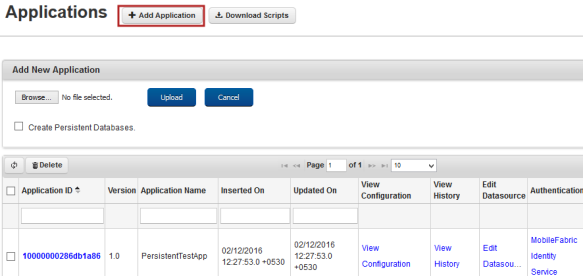 Applications
+ Add Application
Download Scripts
Add New Application
Browse... No file selected.
Upload
Cancel
Create Persistent Databases.
Delete
Page 1 of 1
10
Application ID
Version
Application Name
Inserted On
Updated On
View Configuration
View History
Edit Datasource
Authentication
10000000286db1a86
1.0
PersistentTestApp
02/12/2016
12:27:53.0 +0530
02/12/2016
12:27:53.0
+0530
View
Configuration
View
History
Edit
Datasou...
MobileFabric
Identity
Service